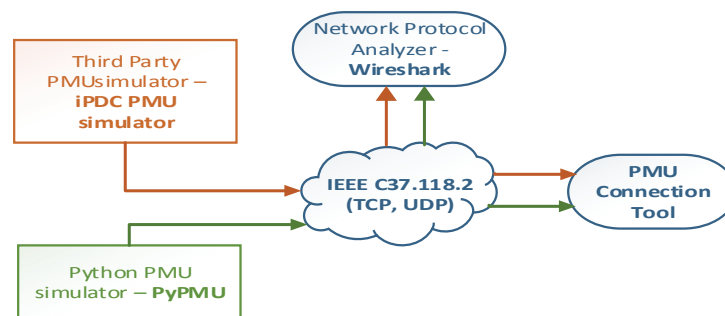 Network Protocol
Analyzer -
Wireshark
Third Party
PMUsimulator –
iPDC PMU
simulator
IEEE C37.118.2
(TCP, UDP)
PMU
Connection
Tool
Python PMU
simulator – PyPMU